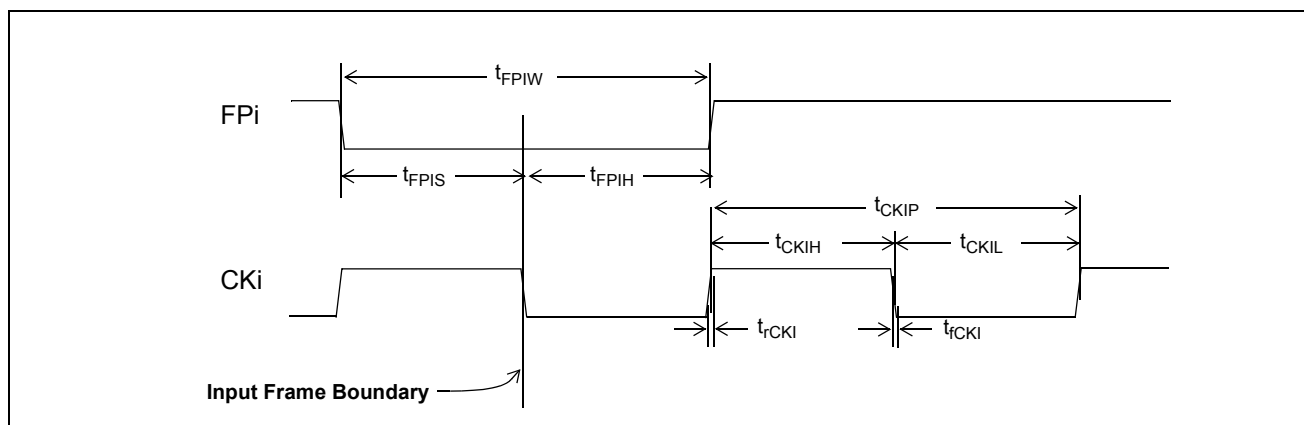 tFPIW
FPi
tFPIS
tFPIH
tCKIP
tCKIH
tCKIL
CKi
trCKI
tfCKI
Input Frame Boundary